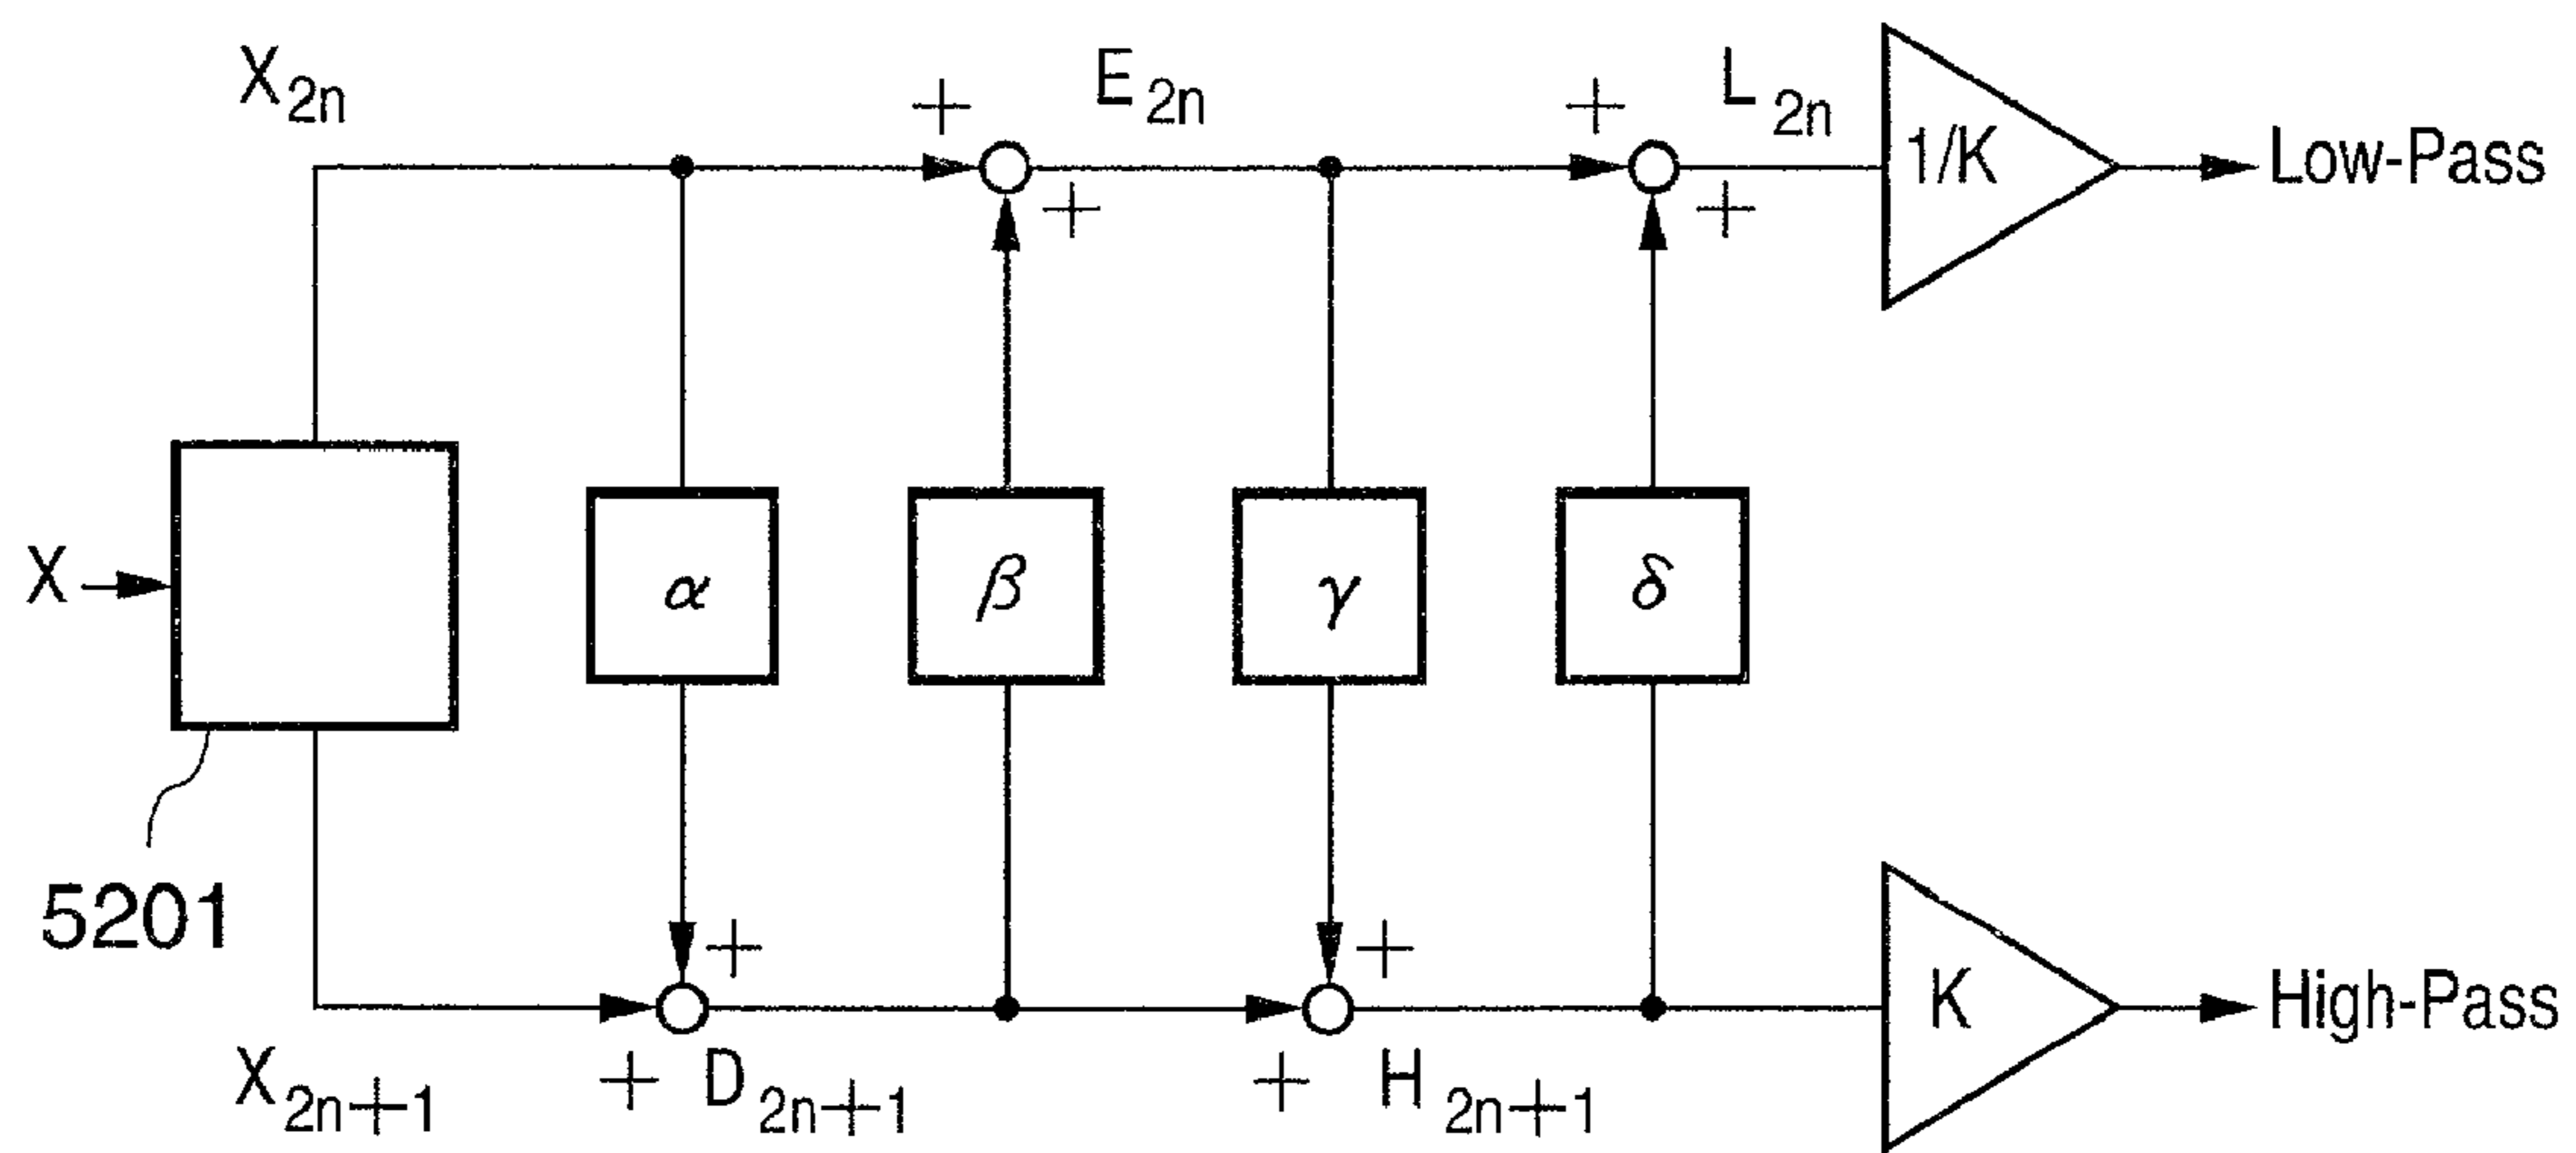 X2n + E2n + L2n
+ +
1/K Low-Pass
X α β γ δ
5201
+ +
K High-Pass
X2n+1 + D2n+1 + H2n+1